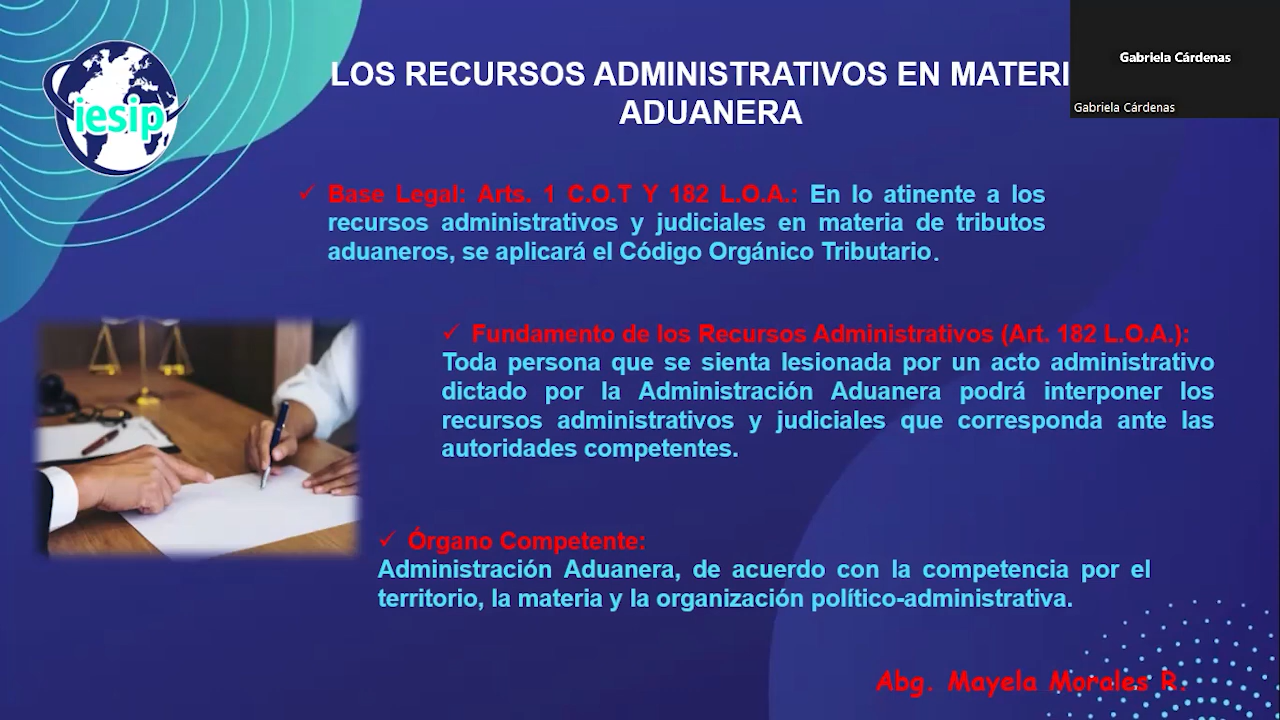 iesip
LOS RECURSOS ADMINISTRATIVOS EN MATERI
ADUANERA
Gabriela Cárdenas
Gabriela Cárdenas
✓ Base Legal: Arts. 1 C.O.T Y 182 L.O.A.: En lo atinente a los
recursos administrativos y judiciales en materia de tributos
aduaneros, se aplicará el Código Orgánico Tributario.
✓ Fundamento de los Recursos Administrativos (Art. 182 L.O.A.):
Toda persona que se sienta lesionada por un acto administrativo
dictado por la Administración Aduanera podrá interponer los
recursos administrativos y judiciales que corresponda ante las
autoridades competentes.
✓ Órgano Competente:
Administración Aduanera, de acuerdo con la competencia por el
territorio, la materia y la organización político-administrativa.
Abg. Mayela Morales R.